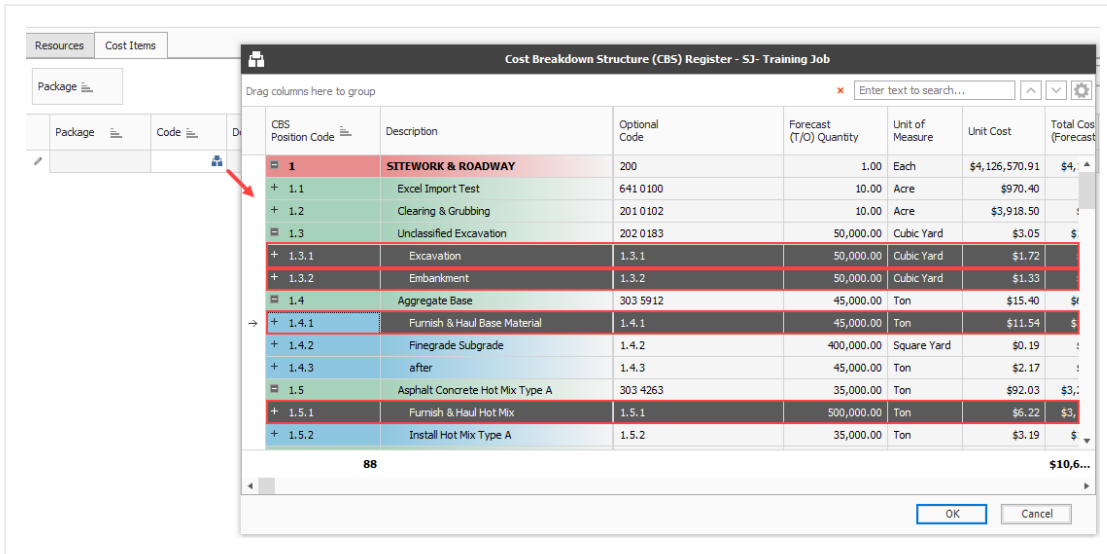 Resources Cost Items
Cost Breakdown Structure (CBS) Register - SJ- Training Job
Package
Drag columns here to group
Enter text to search...
Package Code
CBS
Position Code Description Optional
Code Forecast
(T/O) Quantity Unit of
Measure Unit Cost Total Cos
(Forecast
1 SITEWORK & ROADWAY 200 1.00 Each $4,126,570.91 $4,
+ 1.1 Excel Import Test 641 0100 10.00 Acre $970.40
+ 1.2 Clearing & Grubbing 201 0102 10.00 Acre $3,918.50
1.3 Unclassified Excavation 202 0183 50,000.00 Cubic Yard $3.05 $
+ 1.3.1 Excavation 1.3.1 50,000.00 Cubic Yard $1.72
+ 1.3.2 Embankment 1.3.2 50,000.00 Cubic Yard $1.33
1.4 Aggregate Base 303 5912 45,000.00 Ton $15.40
+ 1.4.1 Furnish & Haul Base Material 1.4.1 45,000.00 Ton $11.54 $
+ 1.4.2 Finegrade Subgrade 1.4.2 400,000.00 Square Yard $0.19
+ 1.4.3 after 1.4.3 45,000.00 Ton $2.17
1.5 Asphalt Concrete Hot Mix Type A 303 4263 35,000.00 Ton $92.03 $3,
+ 1.5.1 Furnish & Haul Hot Mix 1.5.1 500,000.00 Ton $6.22 $3,
+ 1.5.2 Install Hot Mix Type A 1.5.2 35,000.00 Ton $3.19 $
88 $10,6...
OK Cancel